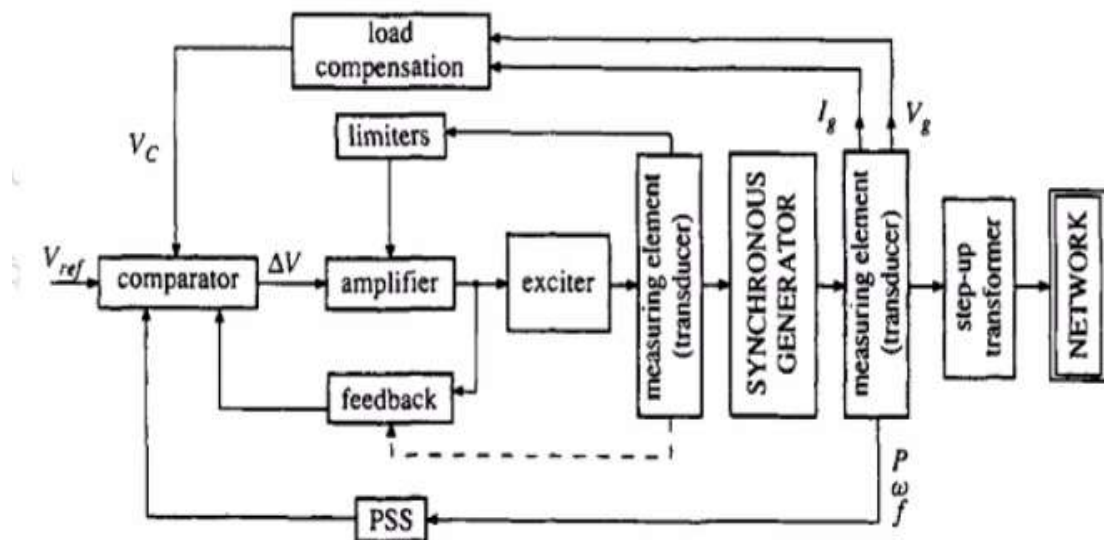 load
compensation
I_g
V_g
limiters
V_C
measuring element
(transducer)
SYNCHRONOUS
GENERATOR
measuring element
(transducer)
step-up
transformer
NETWORK
V_ref
comparator
ΔV
amplifier
exciter
feedback
P
ω
f
PSS